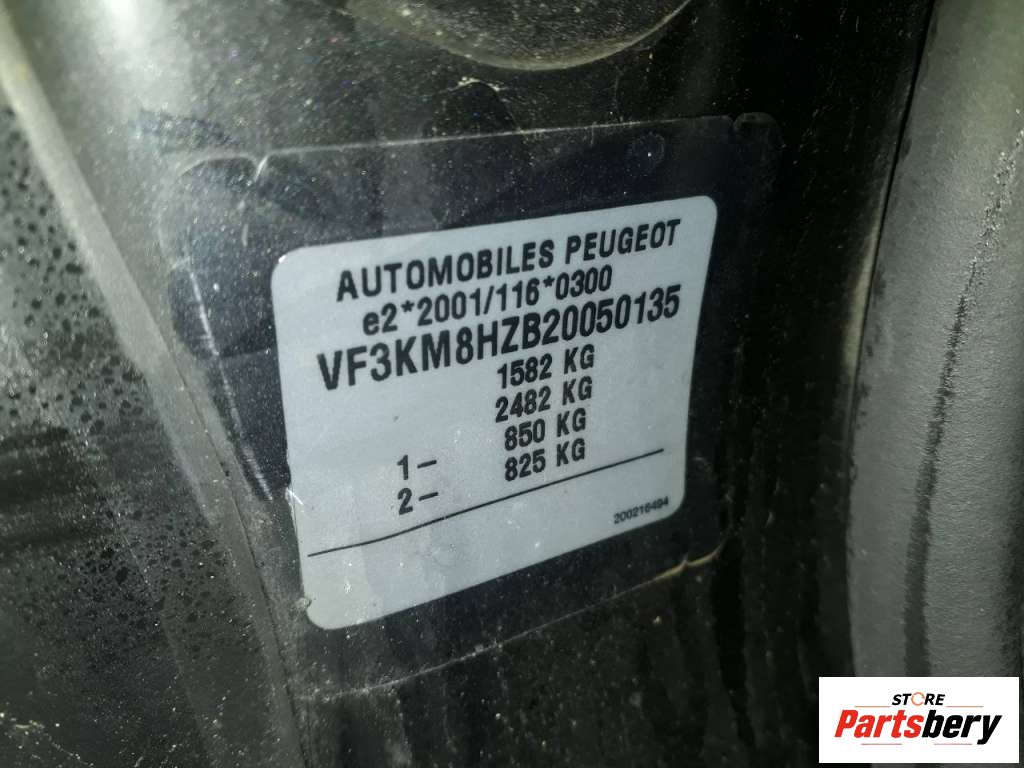 AUTOMOBILES PEUGEOT
e2*2001/116*0300
VF3KM8HZB20050135
1582 KG
2482 KG
1- 850 KG
2- 825 KG
200216494
STORE
Partsbery